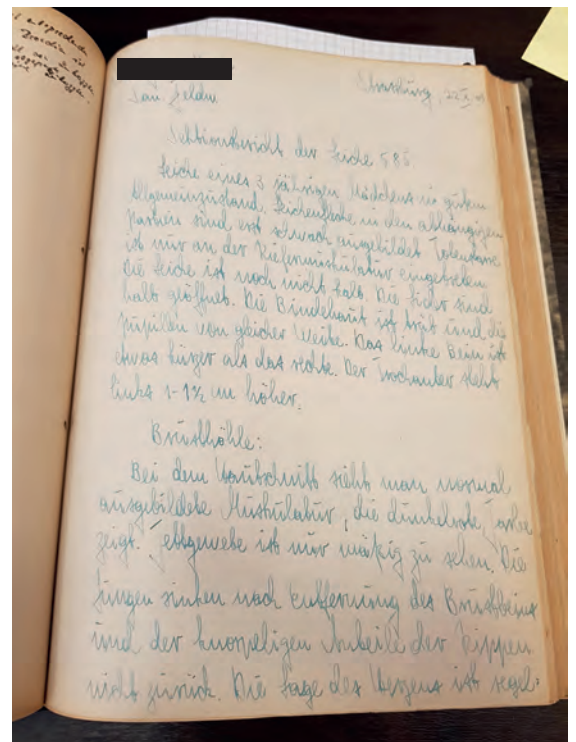 Straßburg, 22. X.
Sektionsbericht der Leiche 585.
Leiche eines 3 jährigen Mädchens in gutem
Allgemeinzustand. Leichenflecke in den abhängigen
Partien sind erst schwach ausgebildet. Totenstarre
ist nur an der Kiefermuskulatur eingetreten
Die Leiche ist noch nicht kalt. Die Lider sind
halb geöffnet. Die Bindehaut ist trüb und die
Pupillen von gleicher Weite. Das linke Bein ist
etwas kürzer als das rechte. Der Trochanter steht
links 1-1½ cm höher.
Brusthöhle:
Bei dem Hautschnitt sieht man normal
ausgebildete Muskulatur, die dunkelrote Farbe
zeigt. Fettgewebe ist nur mäßig zu sehen. Die
Lungen sinken nach Entfernung des Brustbeins
und der knorpeligen Anteile der Rippen
nicht zurück. Die Lage des Herzens ist regel-